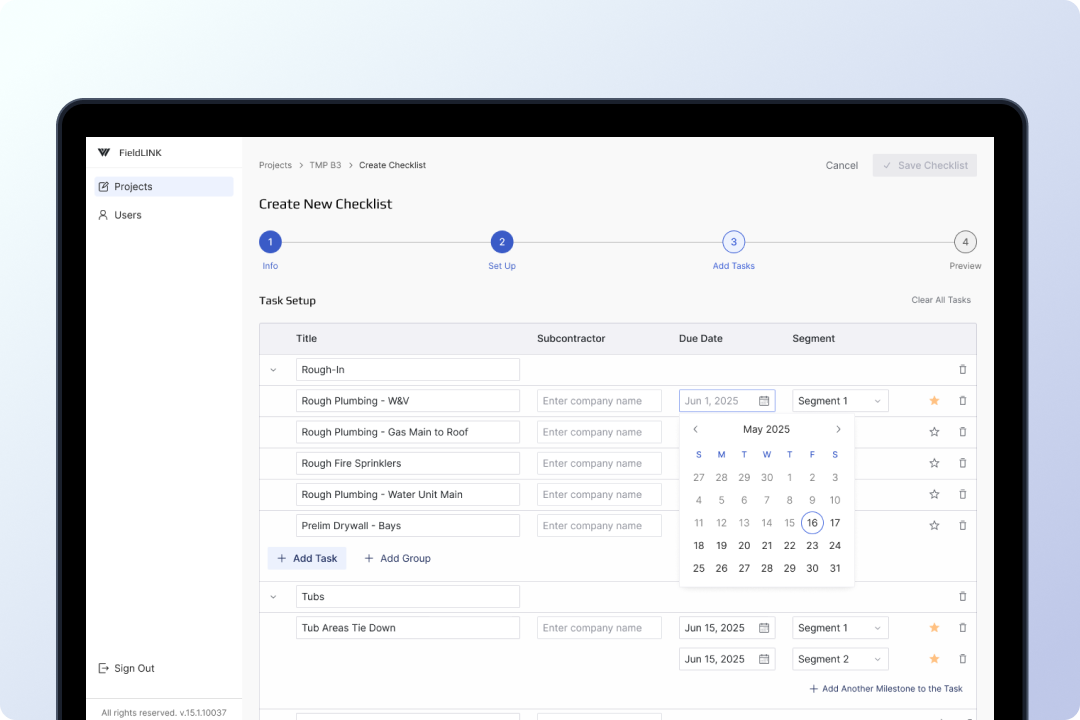 FieldLINK
Projects
Users
Sign Out
All rights reserved. v.15.1.10037
Projects > TMP B3 > Create Checklist
Cancel
Save Checklist
Create New Checklist
1 2 3 4
Info Set Up Add Tasks Preview
Task Setup
Clear All Tasks
Title Subcontractor Due Date Segment
Rough-In
Rough Plumbing - W&V Enter company name Jun 1, 2025 Segment 1
Rough Plumbing - Gas Main to Roof Enter company name
Rough Fire Sprinklers Enter company name
Rough Plumbing - Water Unit Main Enter company name
Prelim Drywall - Bays Enter company name
May 2025
S M T W T F S
27 28 29 30 1 2 3
4 5 6 7 8 9 10
11 12 13 14 15 16 17
18 19 20 21 22 23 24
25 26 27 28 29 30 31
+ Add Task + Add Group
Tubs
Tub Areas Tie Down Enter company name Jun 15, 2025 Segment 1
Jun 15, 2025 Segment 2
+ Add Another Milestone to the Task